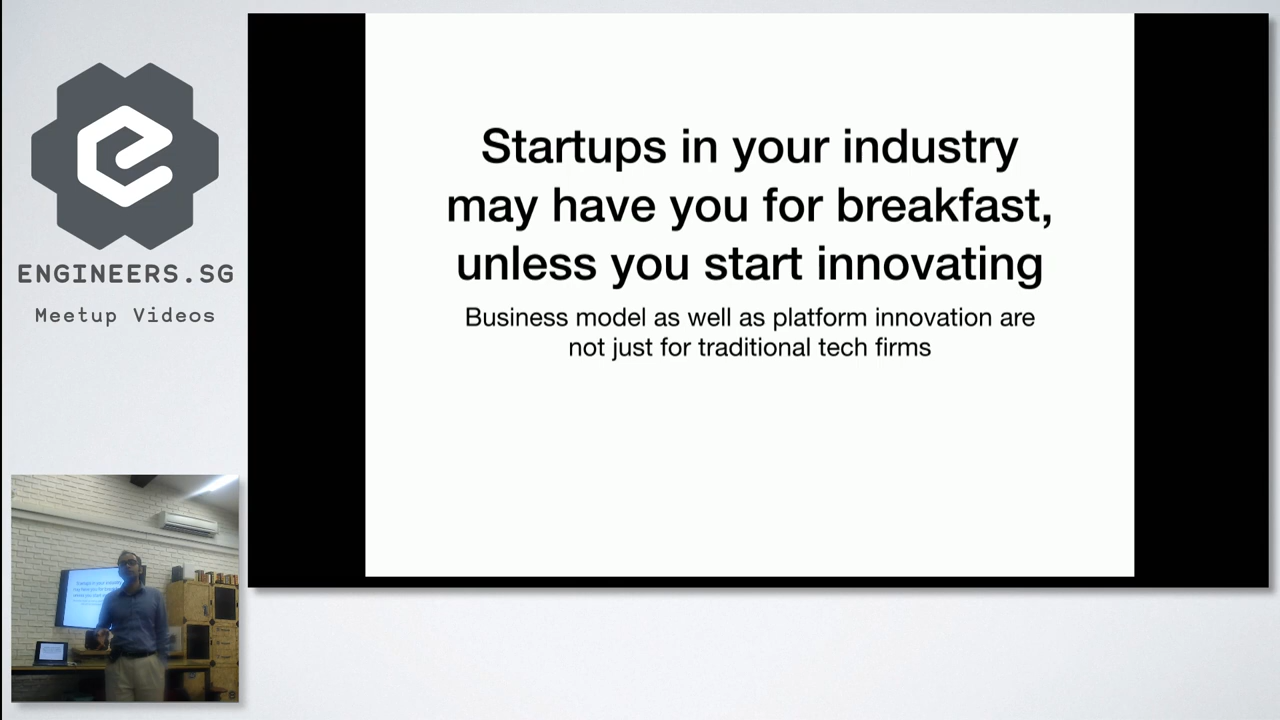 ENGINEERS.SG
Meetup Videos
Startups in your industry
may have you for breakfast,
unless you start innovating
Business model as well as platform innovation are
not just for traditional tech firms